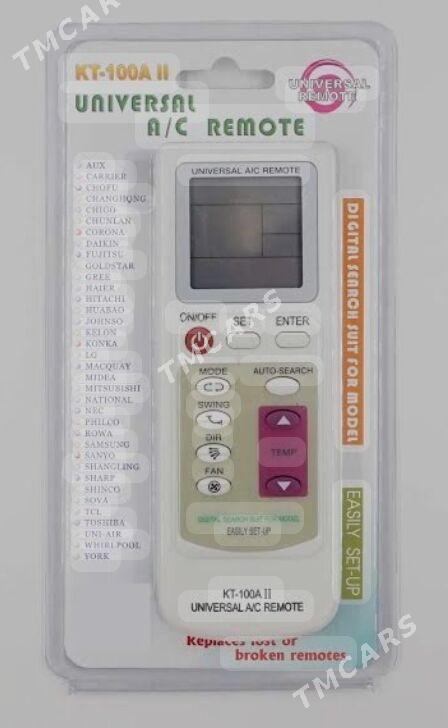 TMCARS
KT-100A II
UNIVERSAL
A/C REMOTE
UNIVERSAL
REMOTE
AUX
CARRIER
CHOFU
CHANGHONG
CHIGO
CHUNLAN
CORONA
DAIKIN
FUJITSU
GOLDSTAR
GREE
HAIER
HITACHI
HUABAO
JOHNSO
KELON
KONKA
LG
MACQUAY
MIDEA
MITSUBISHI
NATIONAL
NEC
PHILCO
ROWA
SAMSUNG
SANYO
SHANGLING
SHARP
SHINCO
SOVA
TCL
TOSHIBA
UNI-AIR
WHIRLPOOL
YORK
UNIVERSAL A/C REMOTE
ON/OFF
SET
ENTER
TMCARS
MODE
AUTO-SEARCH
SWING
DIR
TEMP
FAN
DIGITAL SEARCH SUIT FOR MODEL
EASILY SET-UP
KT-100A II
UNIVERSAL A/C REMOTE
DIGITAL SEARCH SUIT FOR MODEL
EASILY SET-UP
Replaces lost or
broken remotes
TMCARS